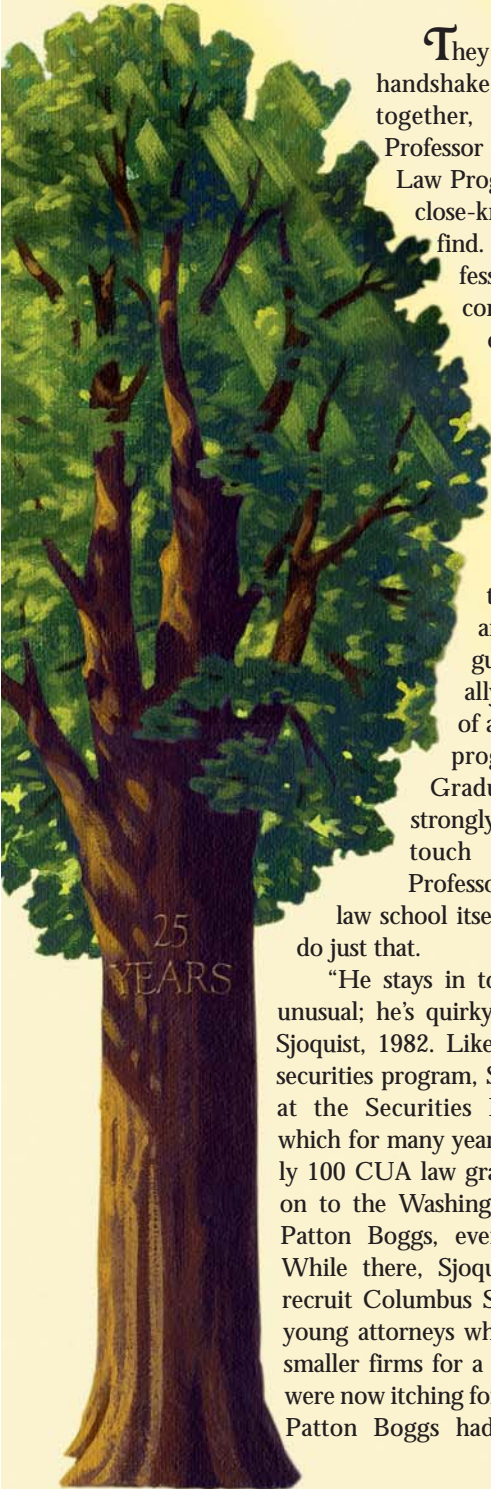 They
handshake
together,
Professor
Law Prog
close-kn
find.
fess
con
t
ar
gu
ally
of a
prog
Gradu
strongly
touch
Professo
law school itse
do just that.
“He stays in to
unusual; he’s quirky
Sjoquist, 1982. Like
securities program, S
at the Securities
which for many year
ly 100 CUA law gra
on to the Washing
Patton Boggs, eve
While there, Sjoqu
recruit Columbus S
young attorneys wh
smaller firms for a
were now itching fo
Patton Boggs had
25
YEARS